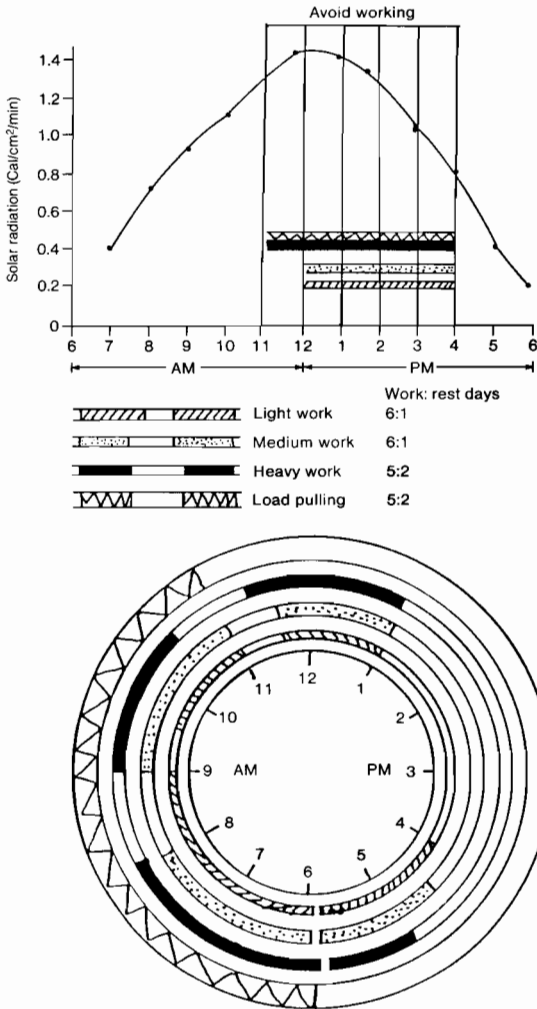 Avoid working
Solar radiation (Cal/cm²/min)
1.4
1.2
1.0
0.8
0.6
0.4
0.2
0
6 7 8 9 10 11 12 1 2 3 4 5 6
AM PM
Work: rest days
Light work 6:1
Medium work 6:1
Heavy work 5:2
Load pulling 5:2
12
11 1
10 2
9 AM PM 3
8 4
7 5
6